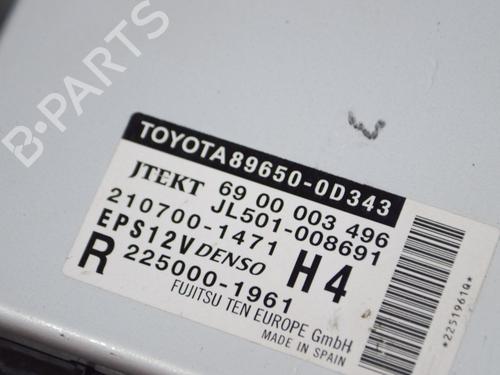 B-PARTS
TOYOTA89650-0D343
JTEKT 69 00 003 496
JL501-008691
210700-1471
EPS12V DENSO H4
R 225000-1961
FUJITSU TEN EUROPE GmbH
MADE IN SPAIN
*22519610*